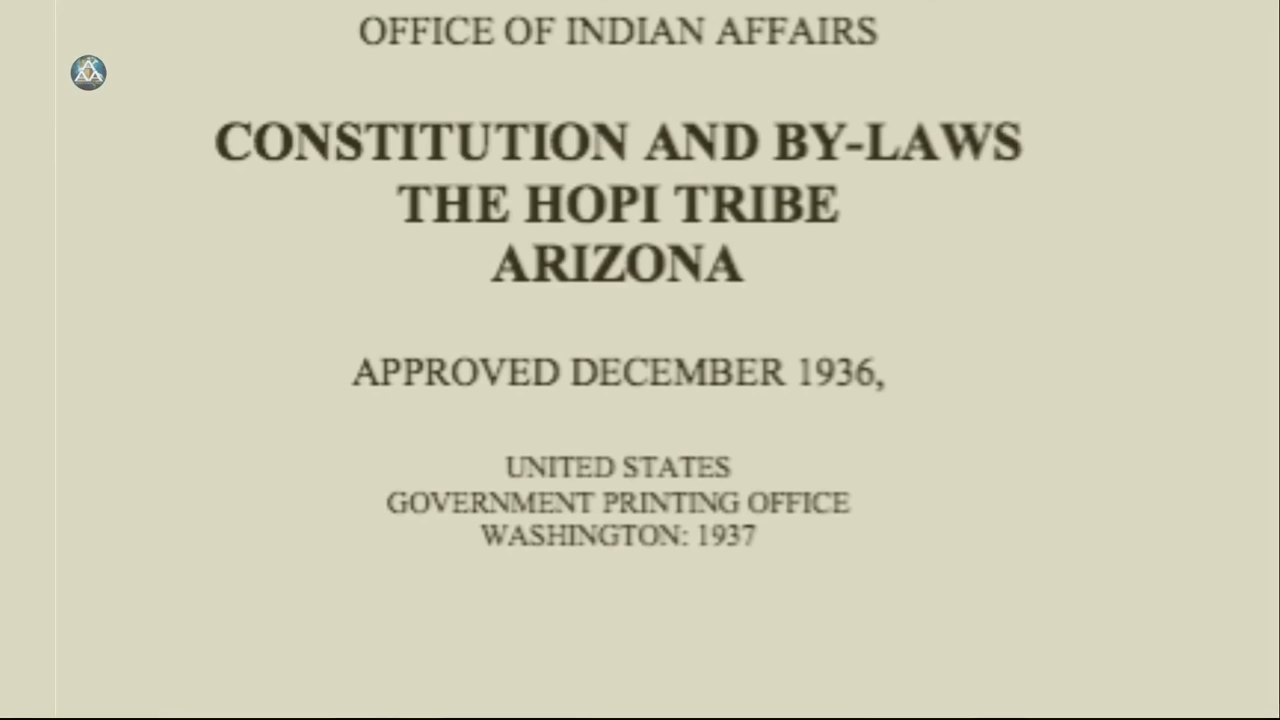 OFFICE OF INDIAN AFFAIRS
CONSTITUTION AND BY-LAWS
THE HOPI TRIBE
ARIZONA
APPROVED DECEMBER 1936,
UNITED STATES
GOVERNMENT PRINTING OFFICE
WASHINGTON: 1937